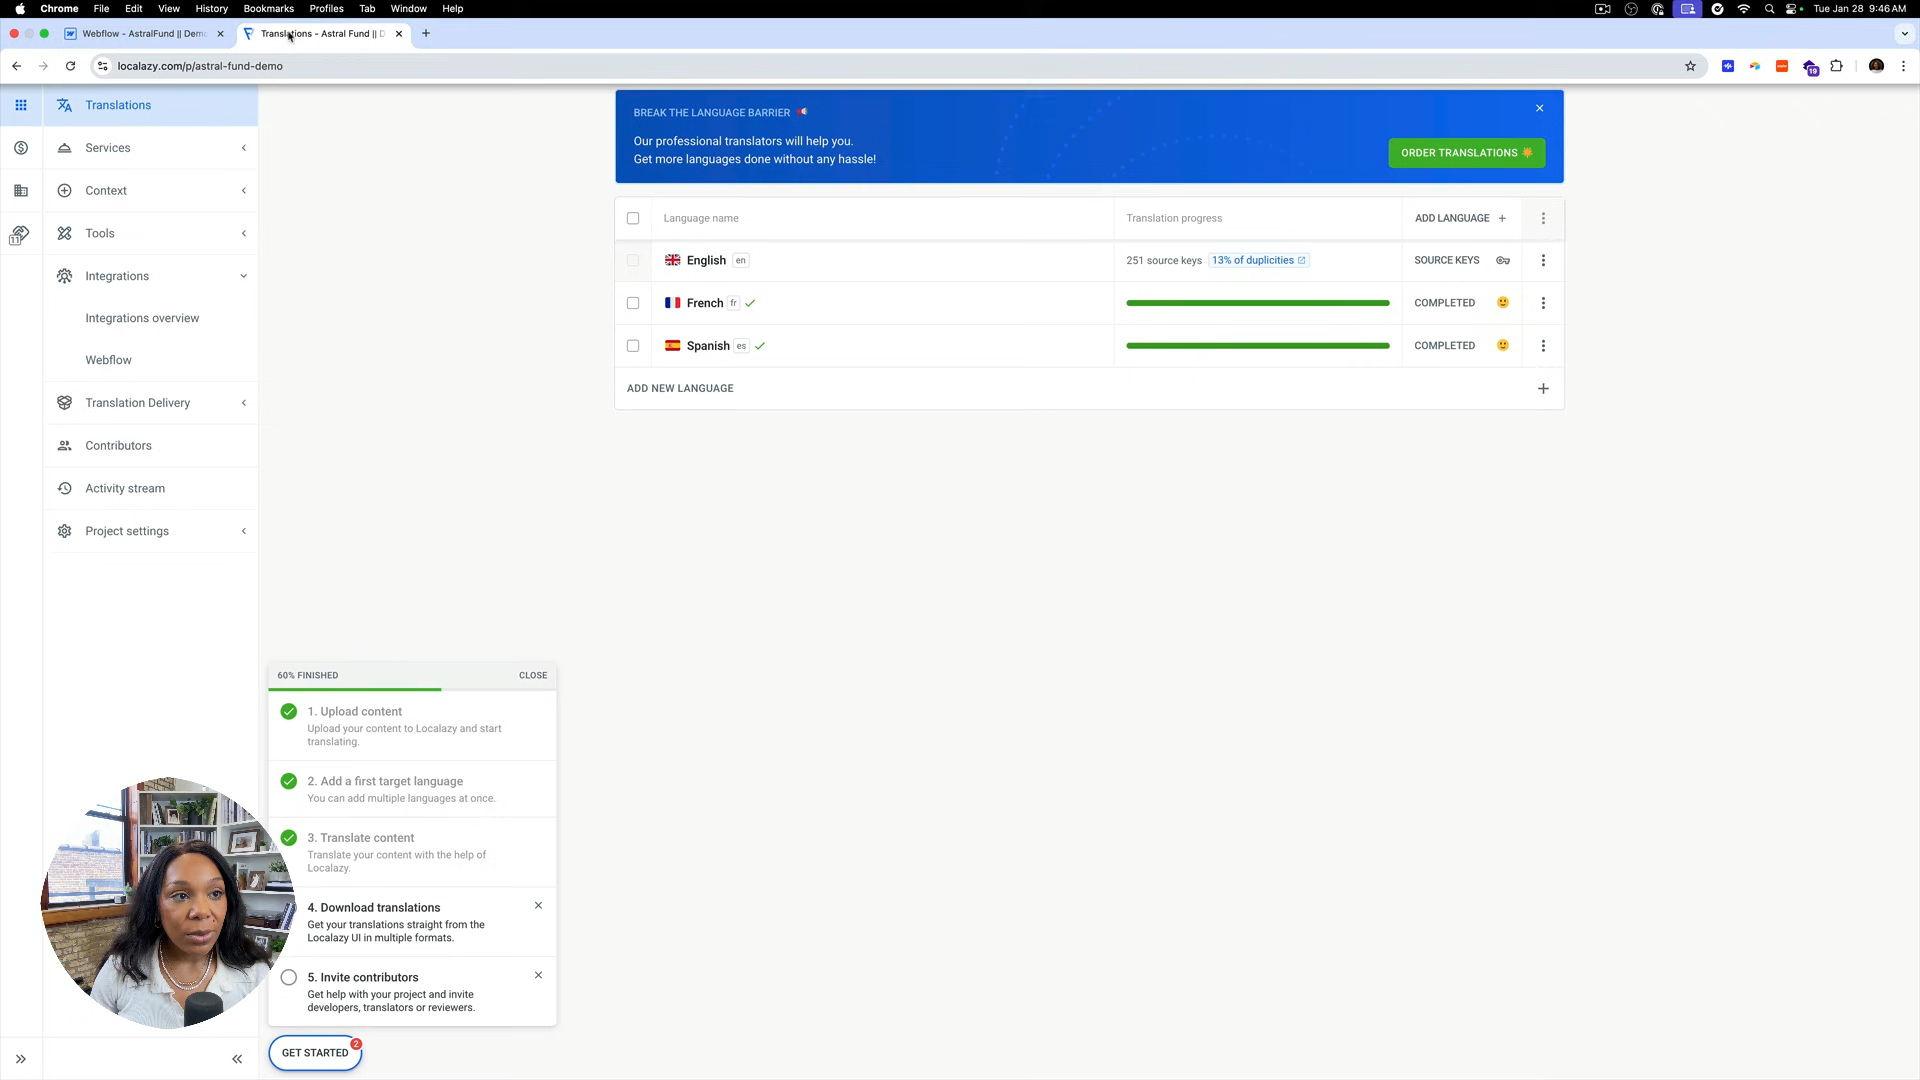 Chrome File Edit View History Bookmarks Profiles Tab Window Help
Tue Jan 28 9:46 AM
Webflow - AstralFund || Demo
Translations - Astral Fund || D
localazy.com/p/astral-fund-demo
19
Translations
Services
Context
11
Tools
Integrations
Integrations overview
Webflow
Translation Delivery
Contributors
Activity stream
Project settings
BREAK THE LANGUAGE BARRIER
Our professional translators will help you.
Get more languages done without any hassle!
ORDER TRANSLATIONS
Language name
Translation progress
ADD LANGUAGE +
English en
251 source keys 13% of duplicities
SOURCE KEYS
French fr
COMPLETED
Spanish es
COMPLETED
ADD NEW LANGUAGE
60% FINISHED
CLOSE
1. Upload content
Upload your content to Localazy and start
translating.
2. Add a first target language
You can add multiple languages at once.
3. Translate content
Translate your content with the help of
Localazy.
4. Download translations
Get your translations straight from the
Localazy UI in multiple formats.
5. Invite contributors
Get help with your project and invite
developers, translators or reviewers.
GET STARTED
2